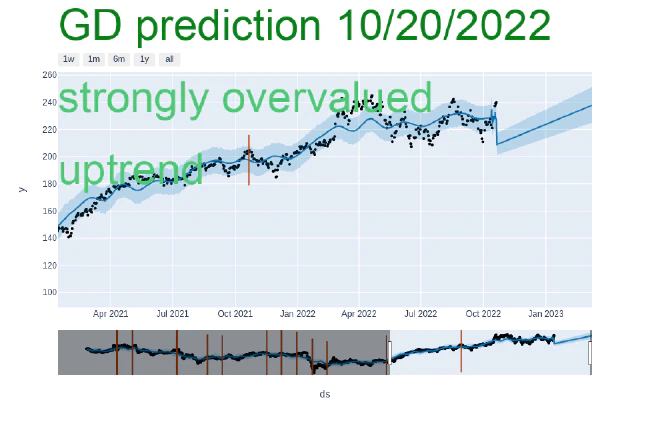 GD prediction 10/20/2022
1w 1m 6m 1y all
260
strongly overvalued
240
220
200
uptrend
180
y
160
140
120
100
Apr 2021 Jul 2021 Oct 2021 Jan 2022 Apr 2022 Jul 2022 Oct 2022 Jan 2023
ds